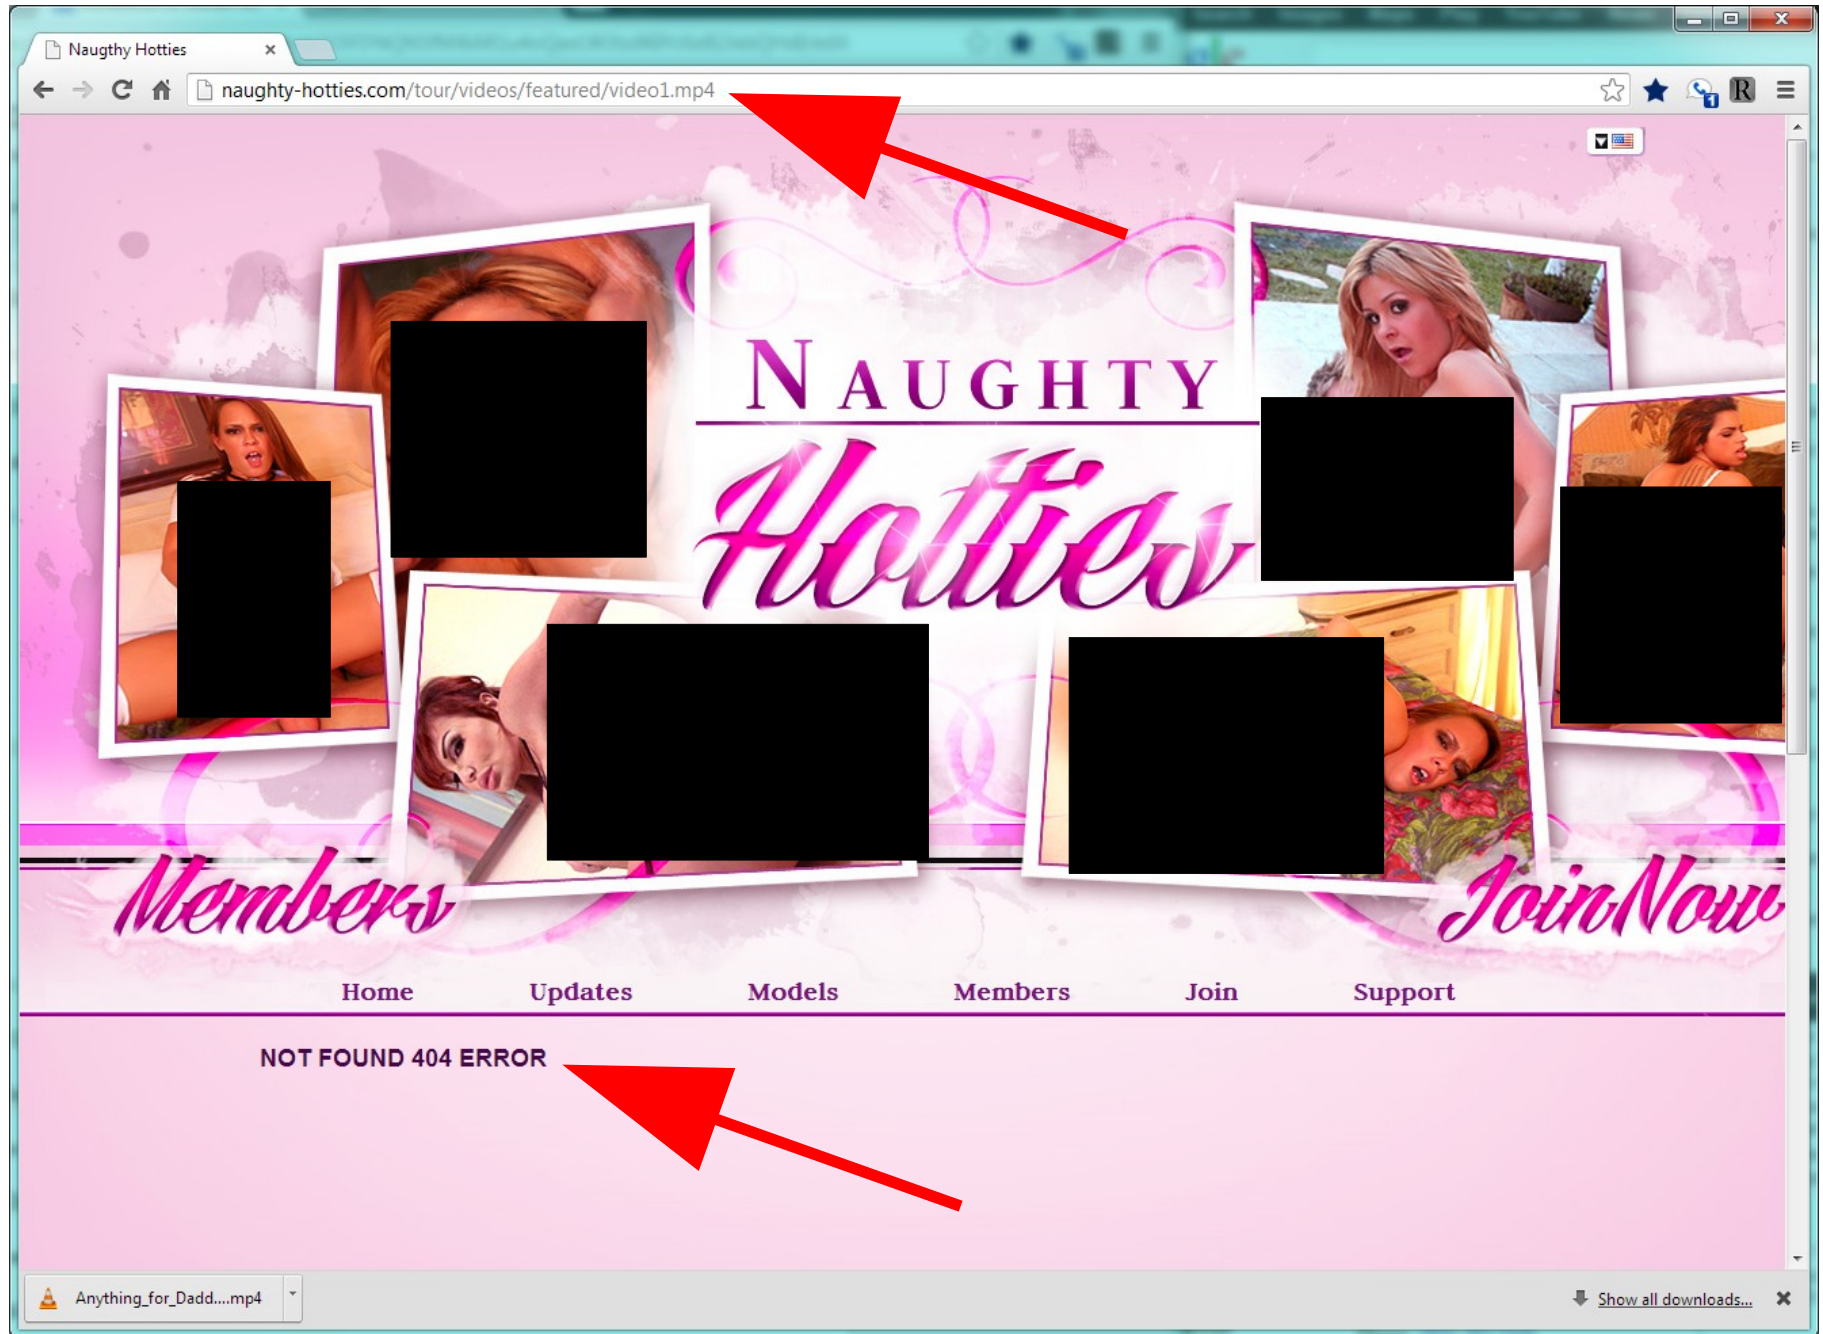 Naugthy Hotties
naughty-hotties.com/tour/videos/featured/video1.mp4
1
R
NAUGHTY
Hotties
Members
Join Now
Home Updates Models Members Join Support
NOT FOUND 404 ERROR
Anything_for_Dadd....mp4
Show all downloads...